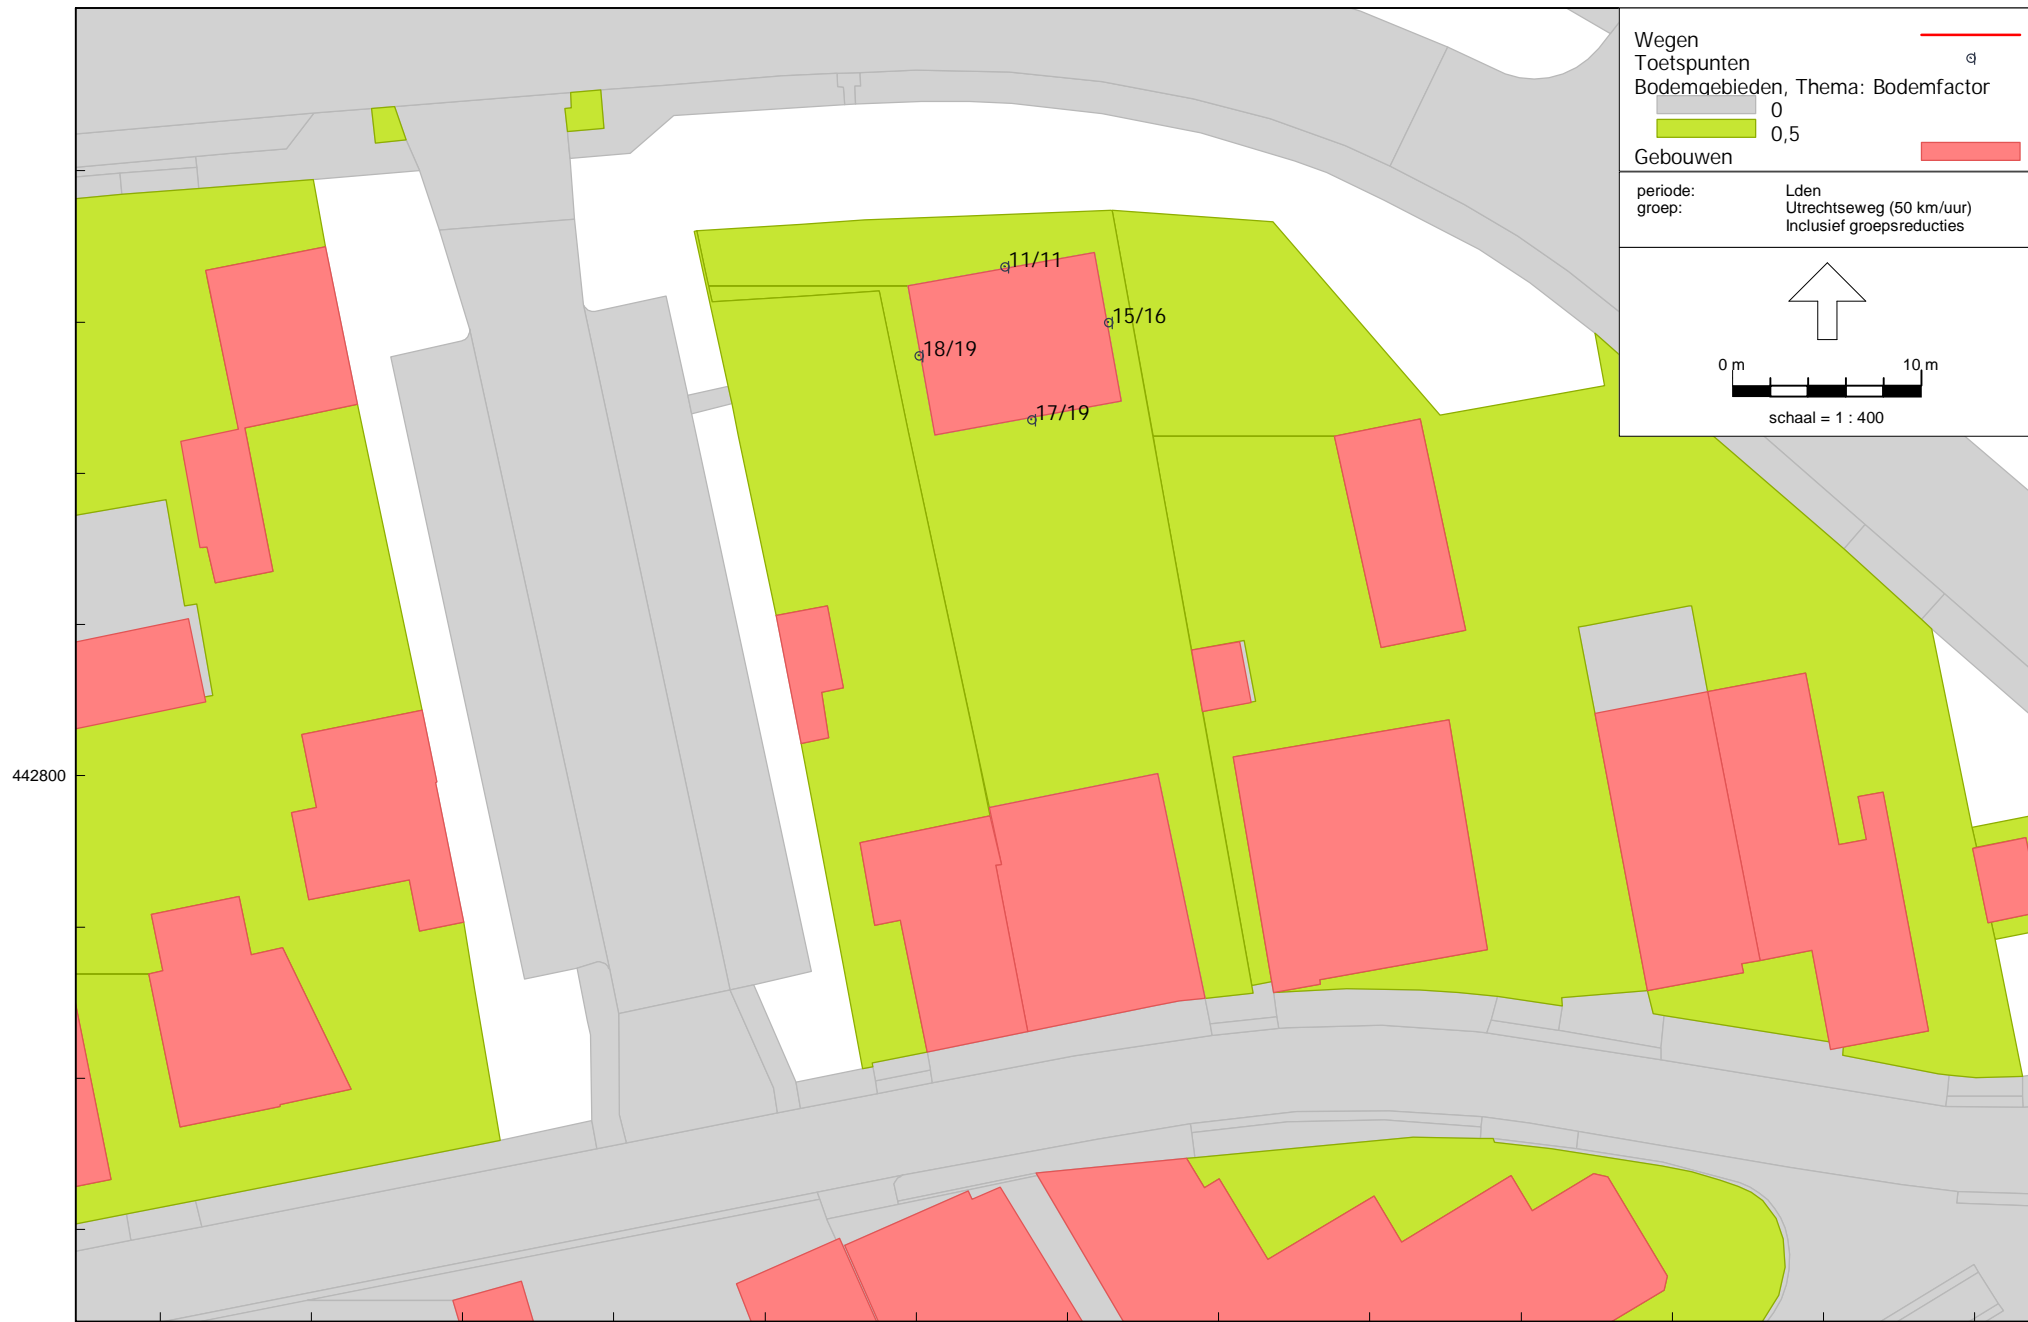 Wegen
Toetspunten
Bodemgebieden, Thema: Bodemfactor
0
0,5
Gebouwen
periode: Lden
groep: Utrechtseweg (50 km/uur)
Inclusief groepsreducties
0 m 10 m
schaal = 1 : 400
11/11
15/16
18/19
17/19
442800